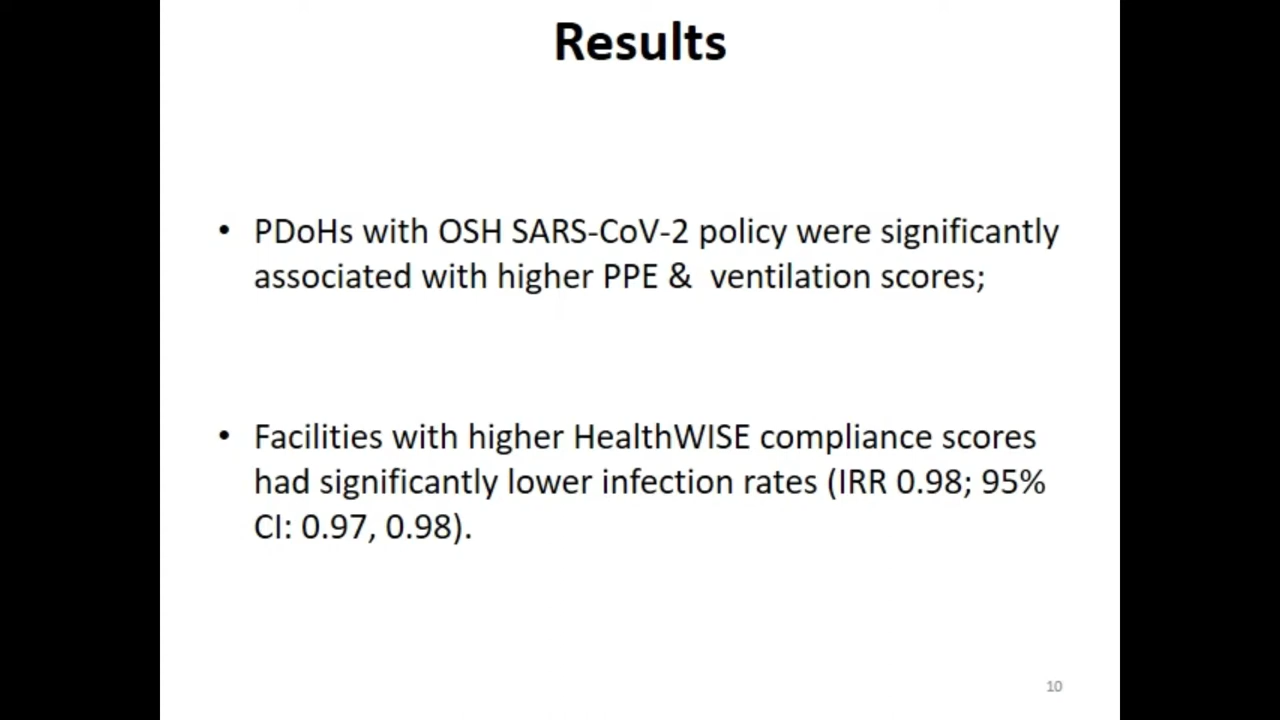 Results
• PDoHs with OSH SARS-CoV-2 policy were significantly
associated with higher PPE &  ventilation scores;
• Facilities with higher HealthWISE compliance scores
had significantly lower infection rates (IRR 0.98; 95%
CI: 0.97, 0.98).
10